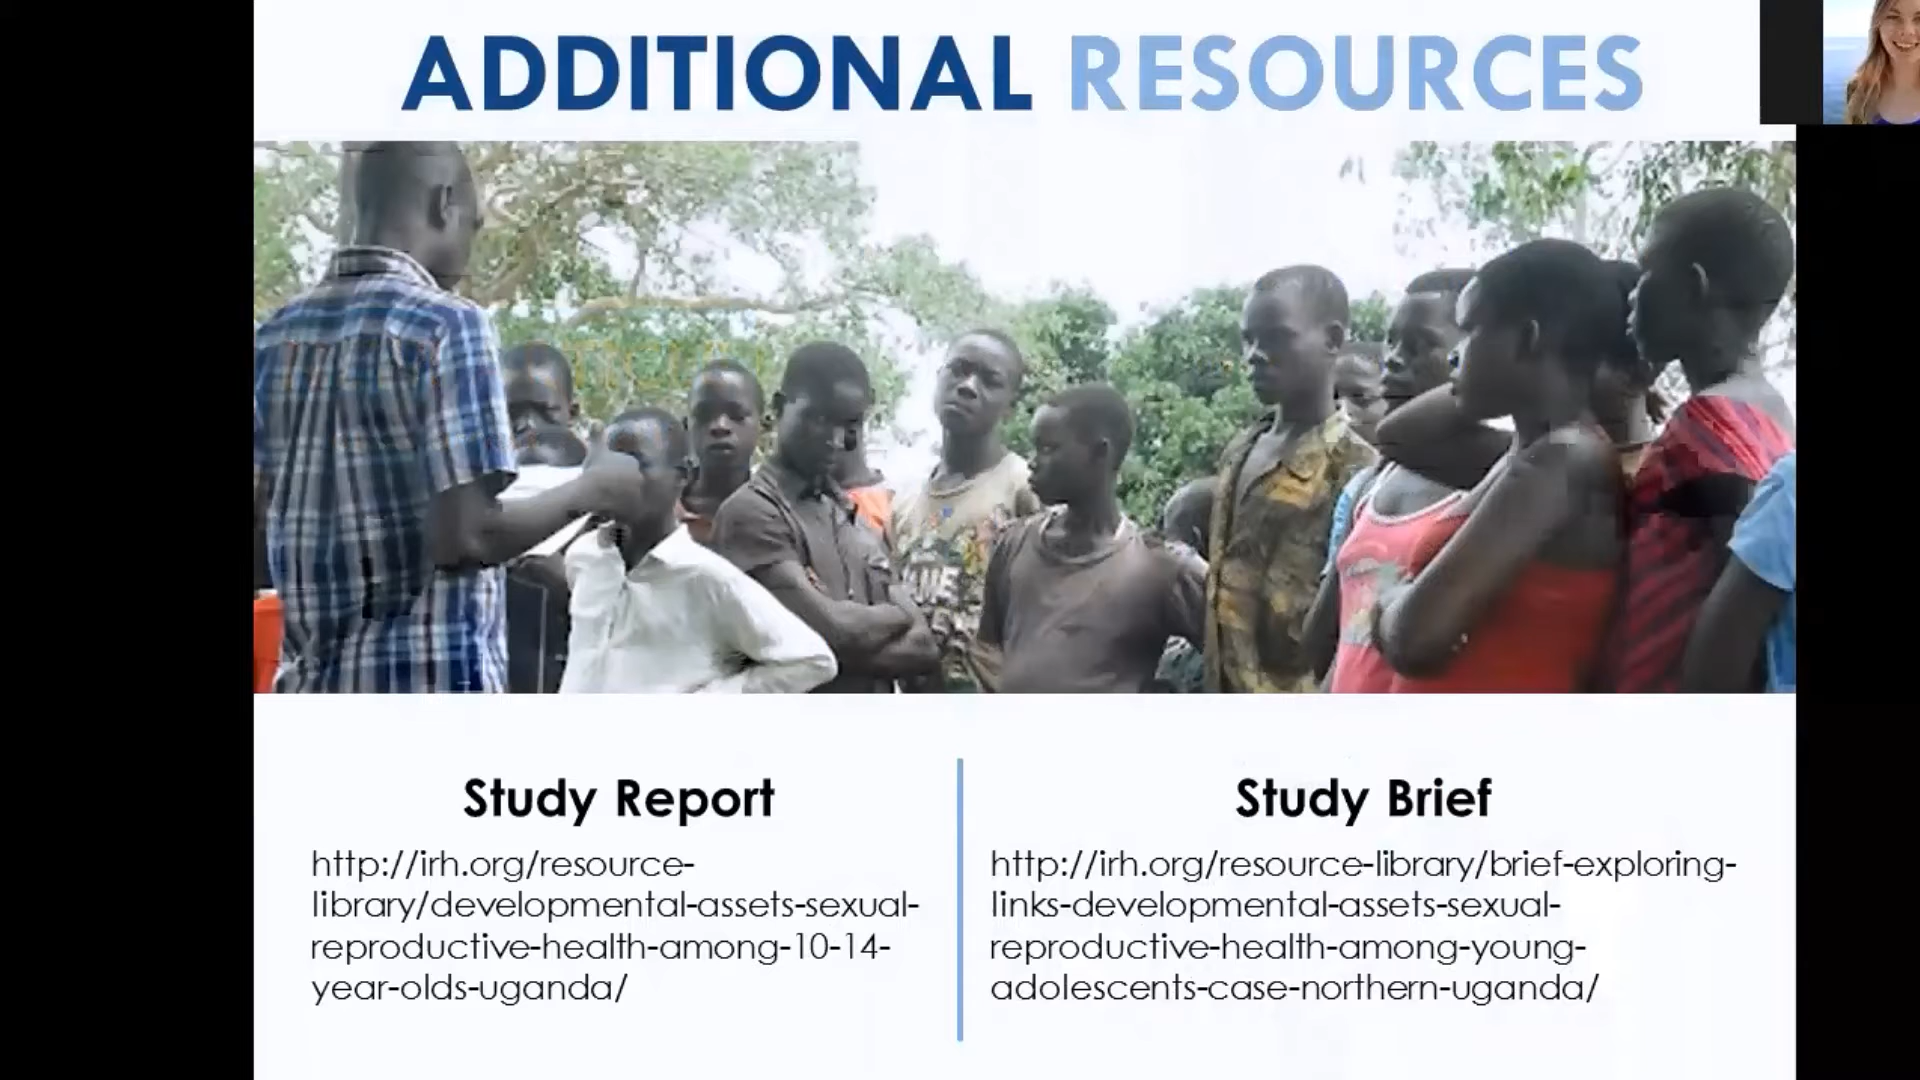 ADDITIONAL RESOURCES
Study Report
http://irh.org/resource-
library/developmental-assets-sexual-
reproductive-health-among-10-14-
year-olds-uganda/
Study Brief
http://irh.org/resource-library/brief-exploring-
links-developmental-assets-sexual-
reproductive-health-among-young-
adolescents-case-northern-uganda/